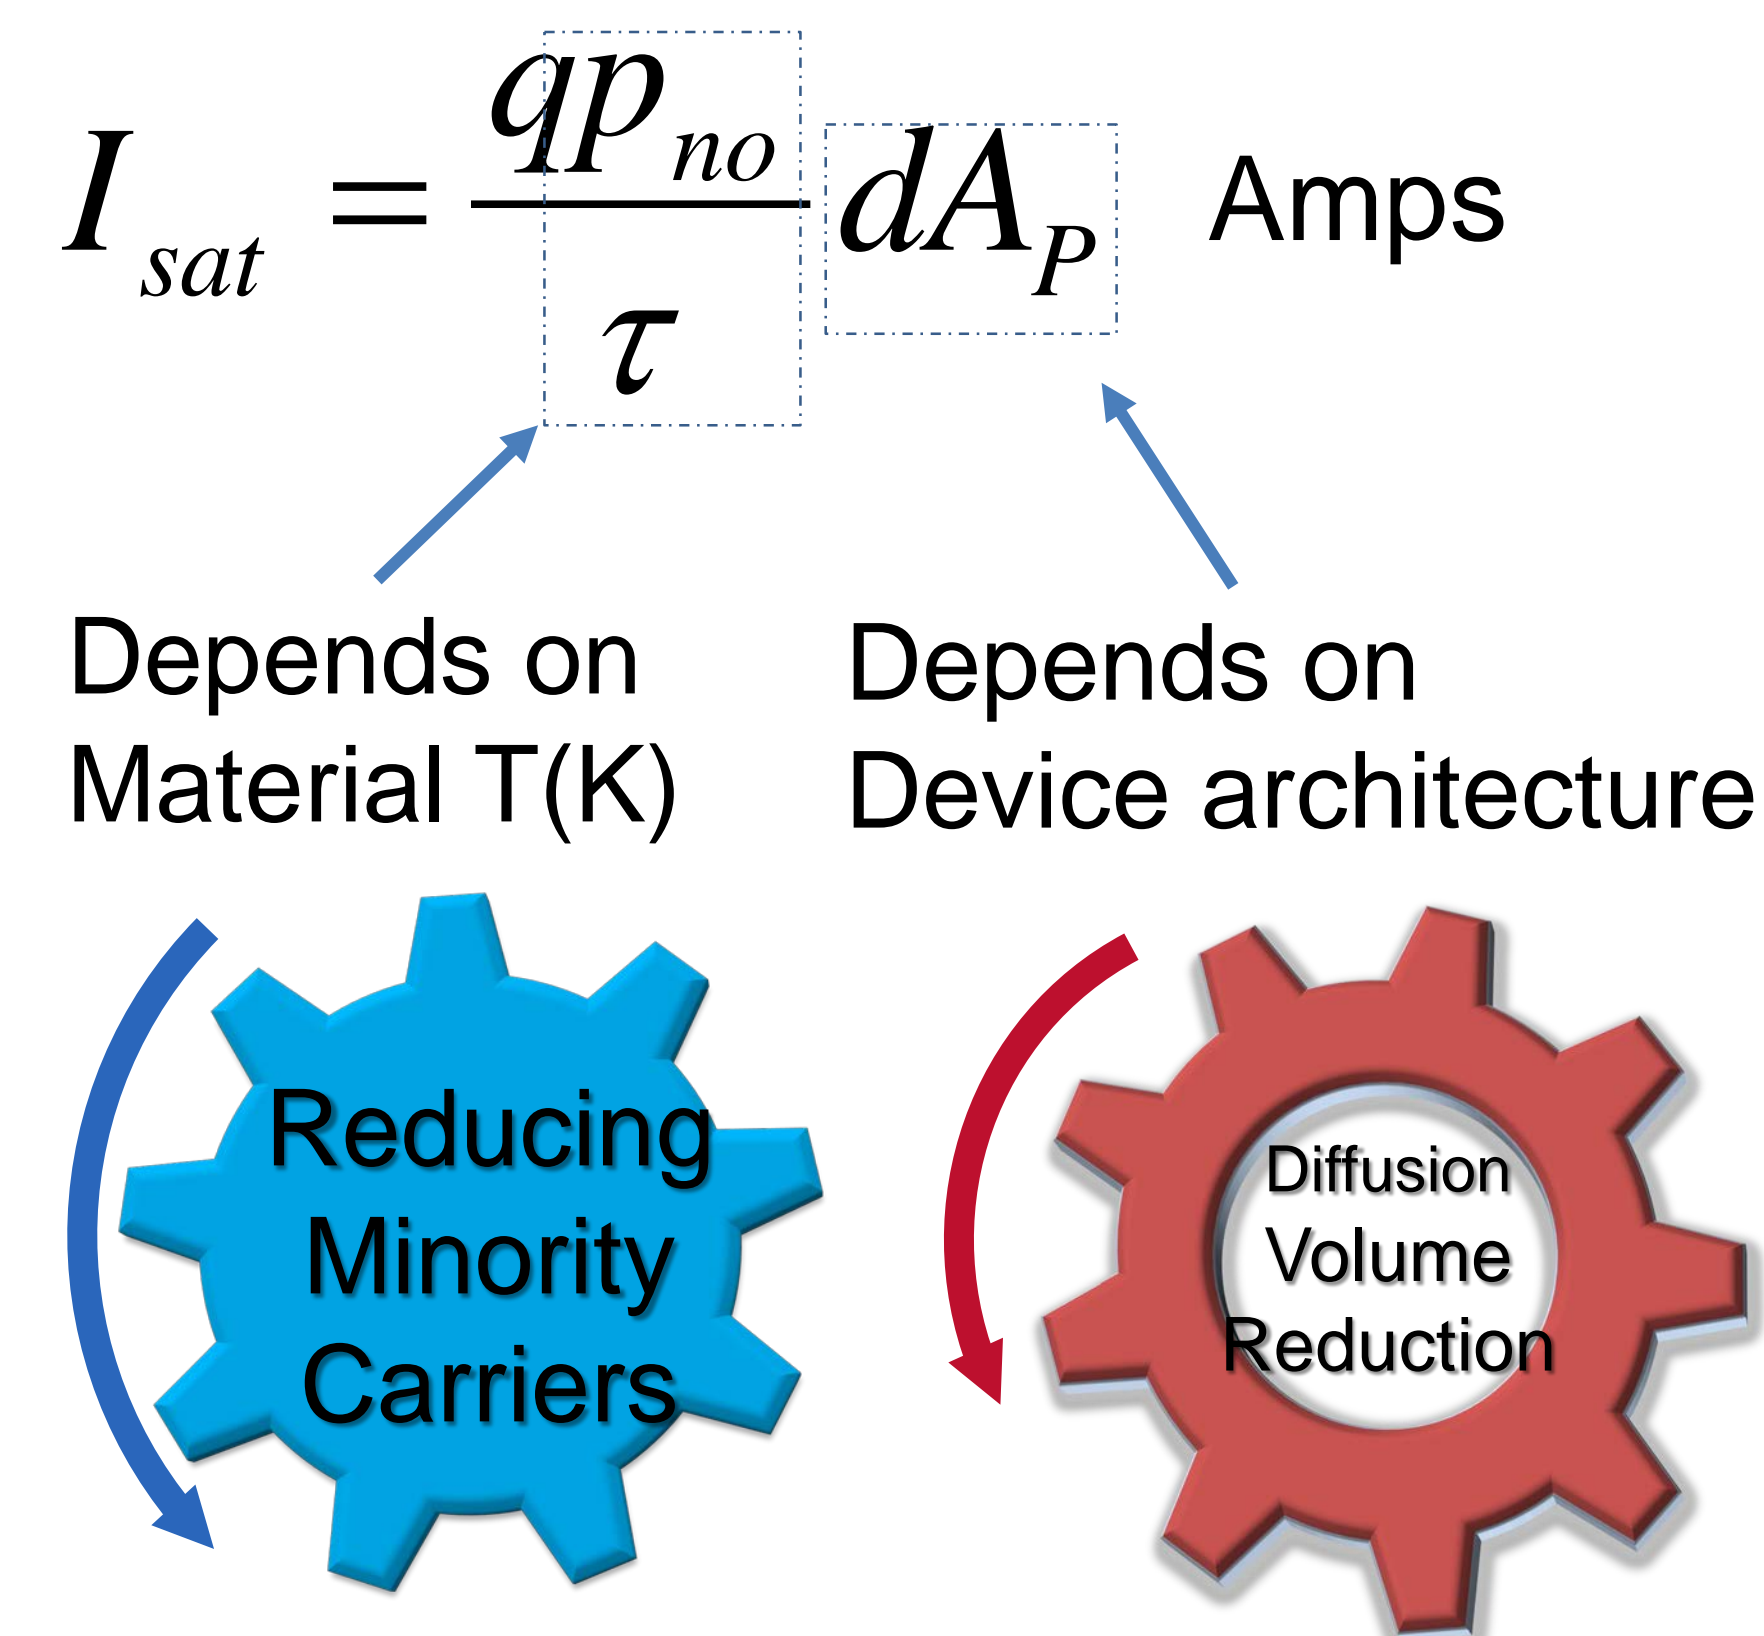 I_sat = qp_no / τ dA_P Amps
Depends on
Material T(K)
Depends on
Device architecture
Reducing
Minority
Carriers
Diffusion
Volume
Reduction